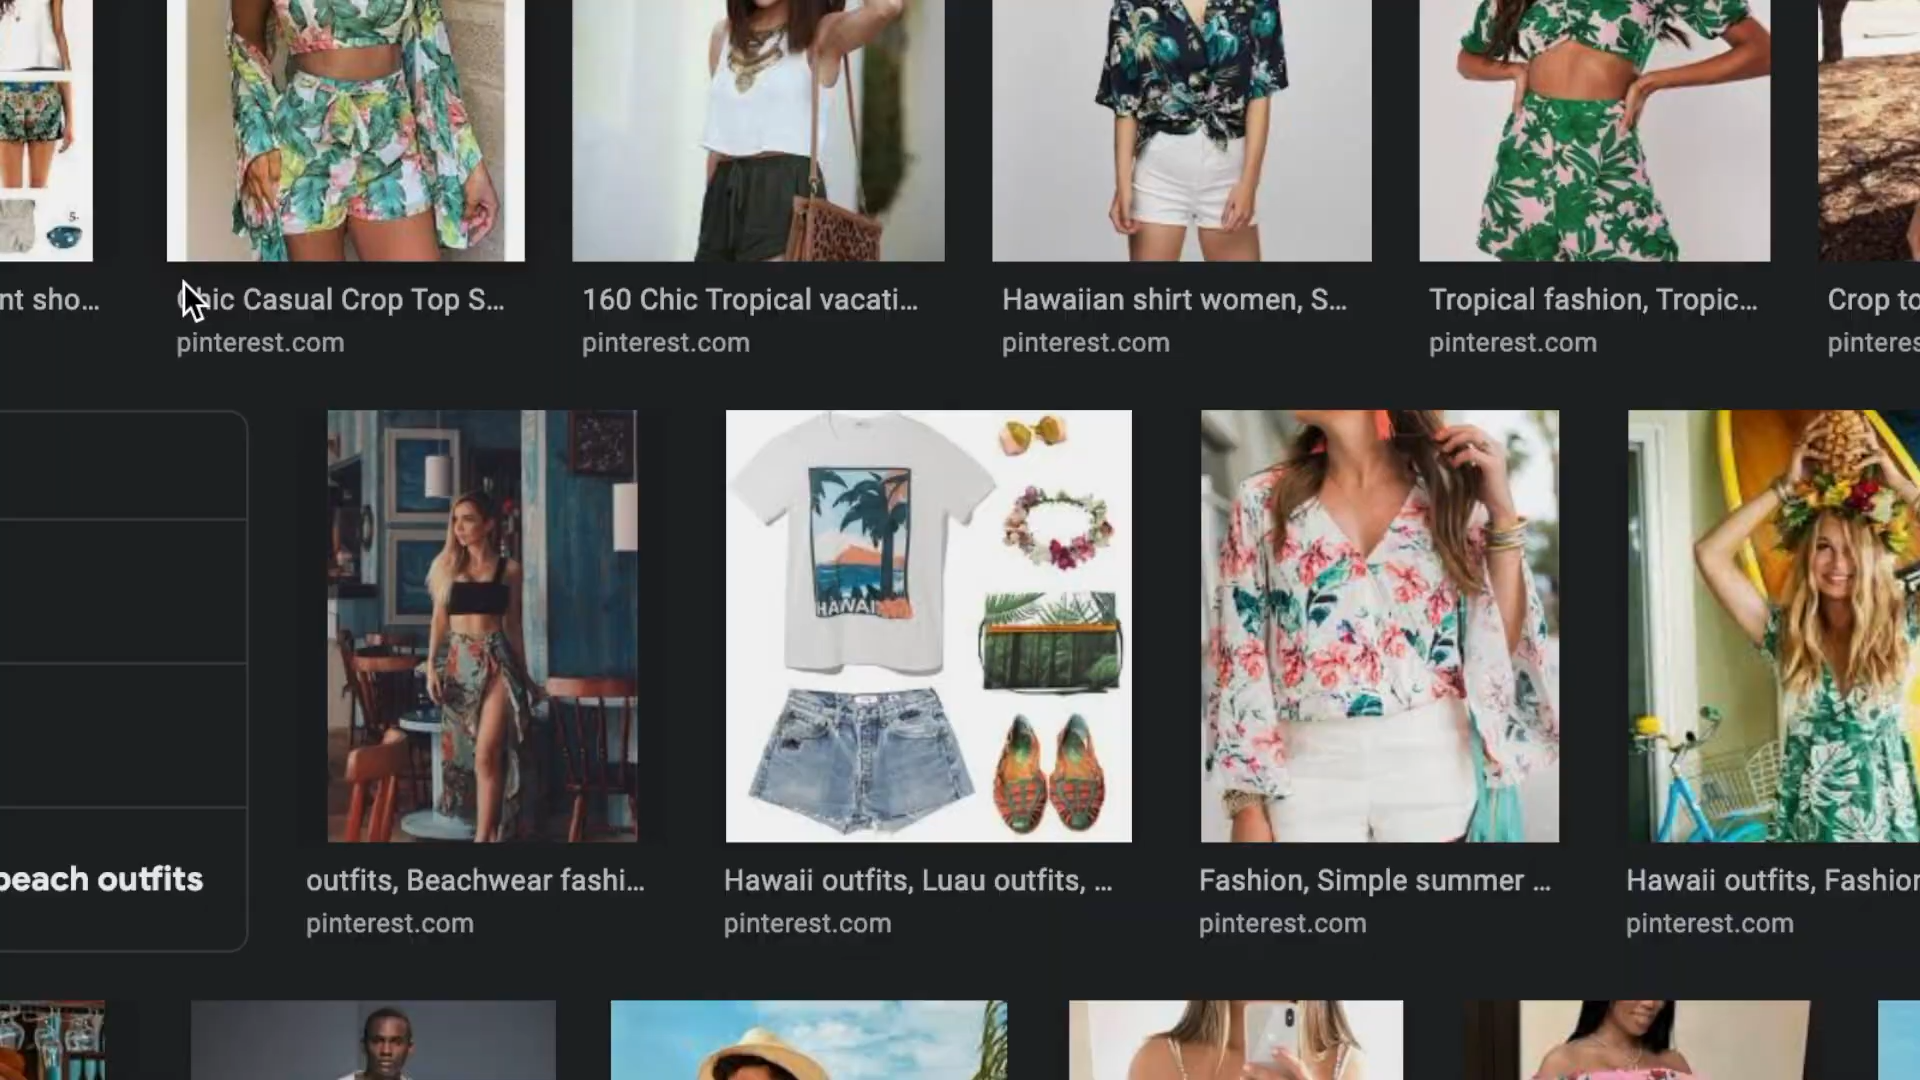 5.
nt sho...
Chic Casual Crop Top S...
160 Chic Tropical vacati...
Hawaiian shirt women, S...
Tropical fashion, Tropic...
Crop to
pinterest.com
pinterest.com
pinterest.com
pinterest.com
pinteres
HAWAII
beach outfits
outfits, Beachwear fashi...
Hawaii outfits, Luau outfits, ...
Fashion, Simple summer ...
Hawaii outfits, Fashion
pinterest.com
pinterest.com
pinterest.com
pinterest.com